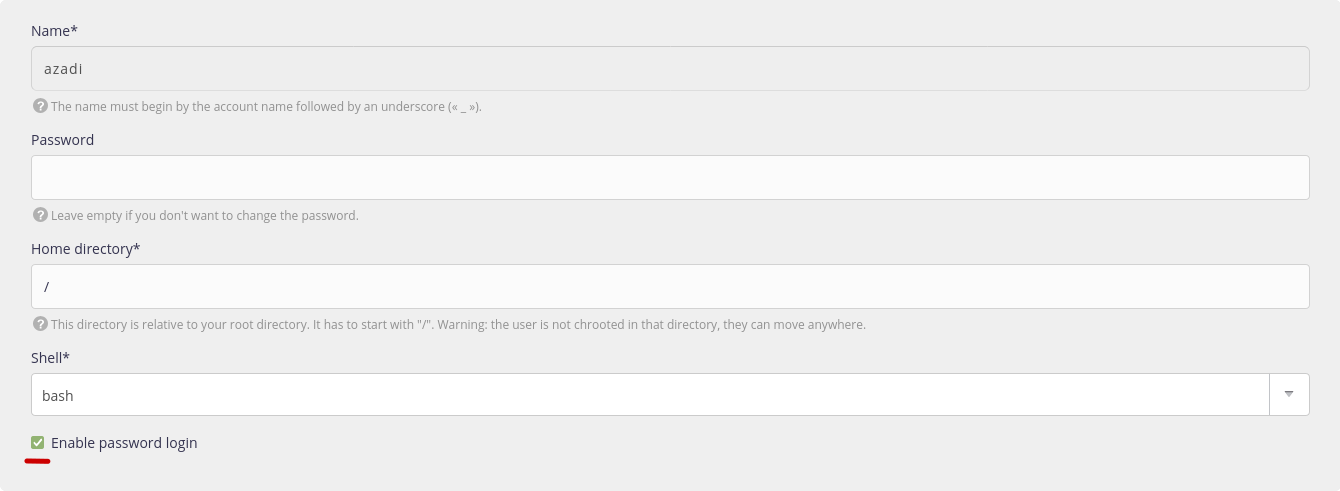 Name*
azadi
? The name must begin by the account name followed by an underscore (« _ »).
Password
? Leave empty if you don't want to change the password.
Home directory*
/
? This directory is relative to your root directory. It has to start with "/". Warning: the user is not chrooted in that directory, they can move anywhere.
Shell*
bash
Enable password login